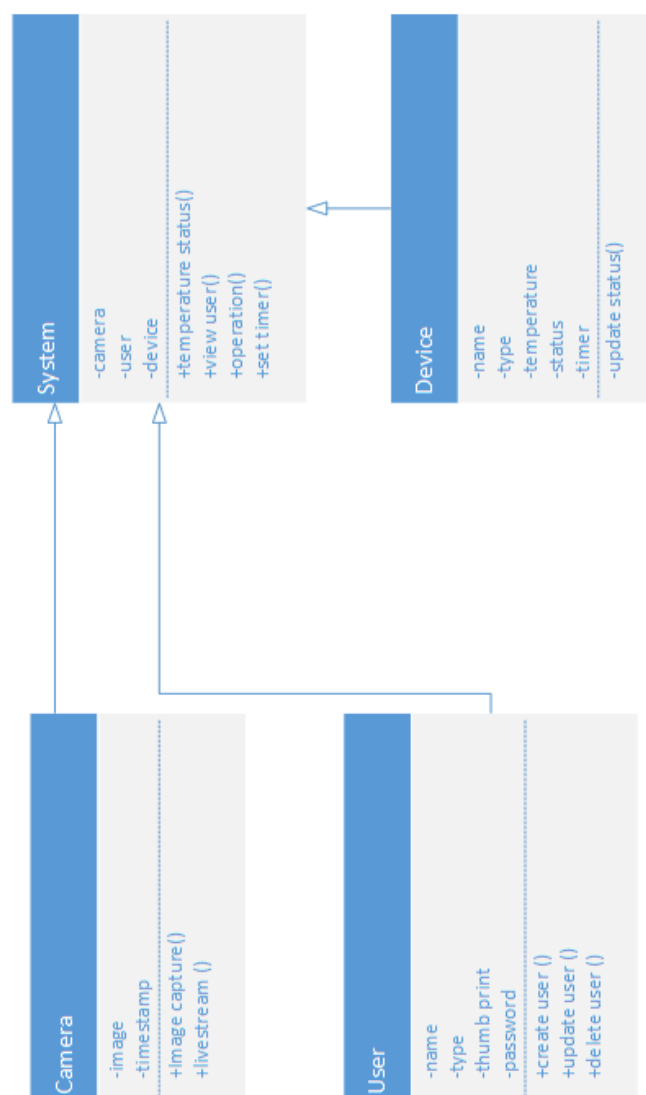 Camera
-image
-timestamp
+Image capture()
+livestream ()
System
-camera
-user
-device
+temperature status()
+view user()
+operation()
+set timer()
User
-name
-type
-thumb print
-password
+create user ()
+update user ()
+delete user ()
Device
-name
-type
-temperature
-status
-timer
-update status()